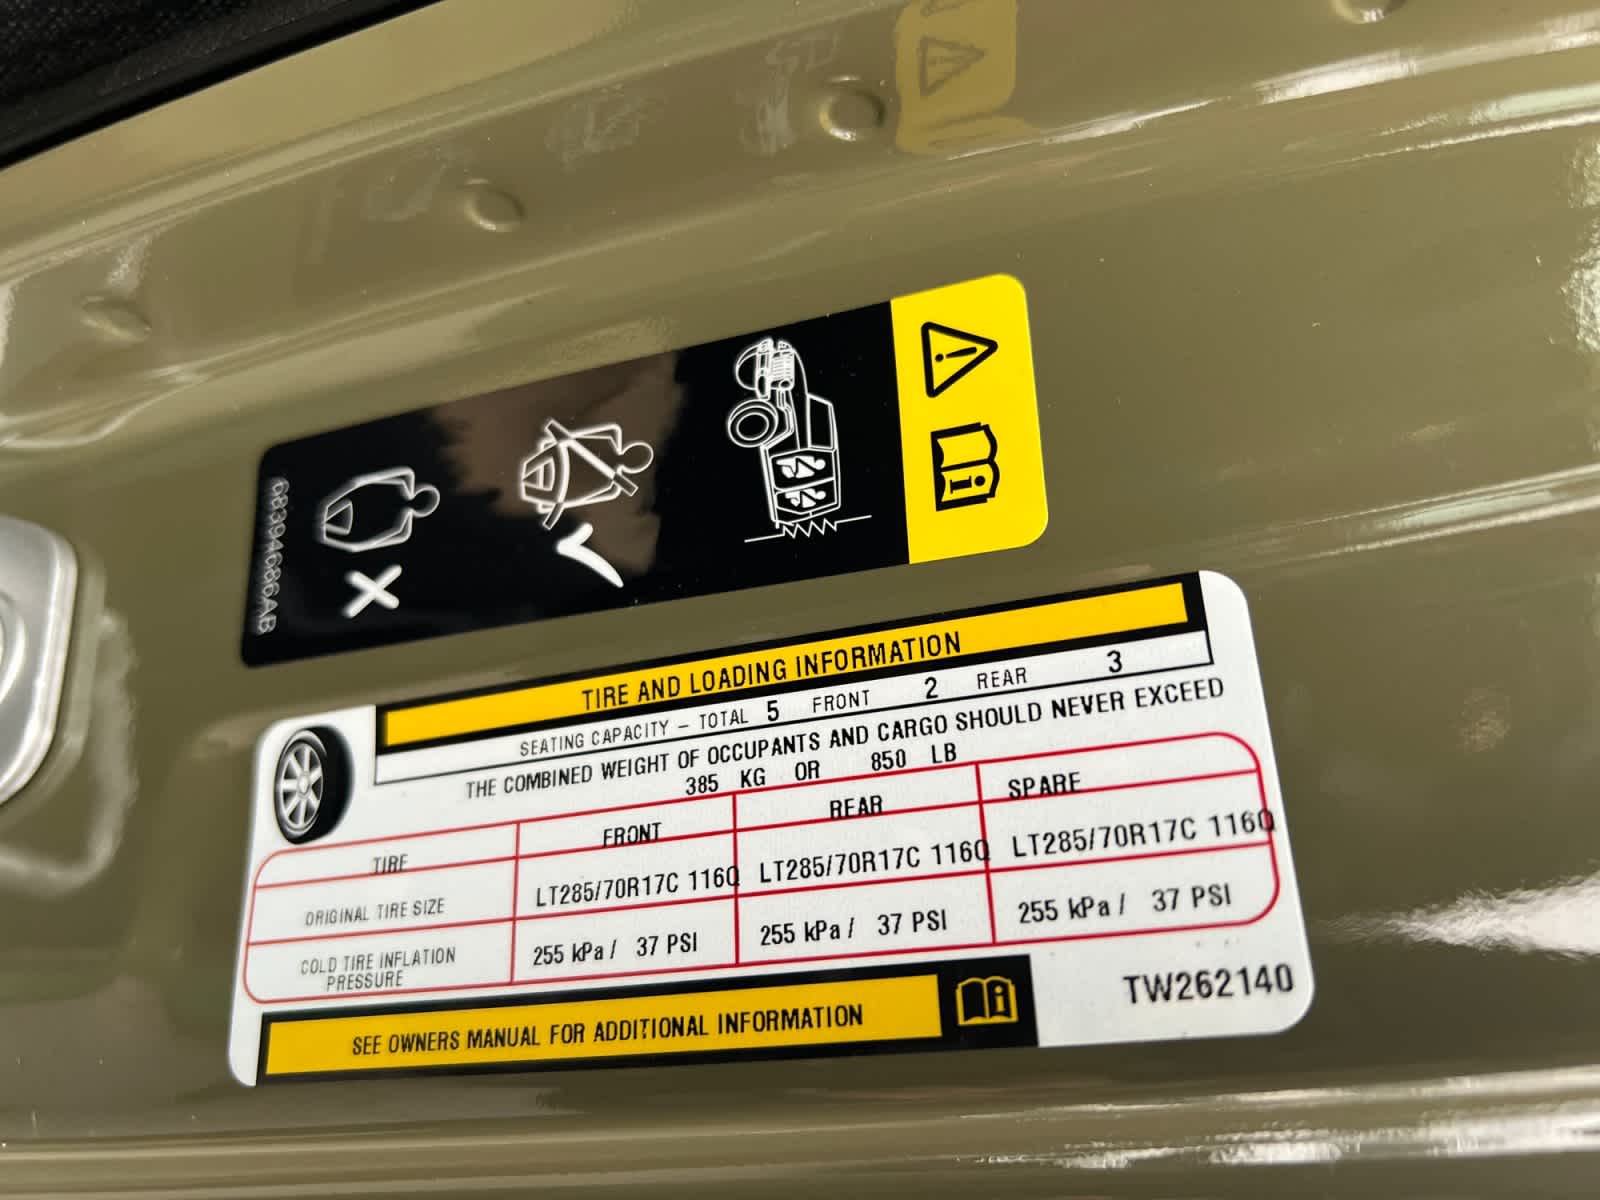 68394686AB
TIRE AND LOADING INFORMATION
SEATING CAPACITY – TOTAL 5 FRONT 2 REAR 3
THE COMBINED WEIGHT OF OCCUPANTS AND CARGO SHOULD NEVER EXCEED
385 KG OR 850 LB
TIRE FRONT REAR SPARE
ORIGINAL TIRE SIZE LT285/70R17C 116Q LT285/70R17C 116Q LT285/70R17C 116Q
COLD TIRE INFLATION
PRESSURE 255 kPa / 37 PSI 255 kPa / 37 PSI 255 kPa / 37 PSI
SEE OWNERS MANUAL FOR ADDITIONAL INFORMATION
TW262140